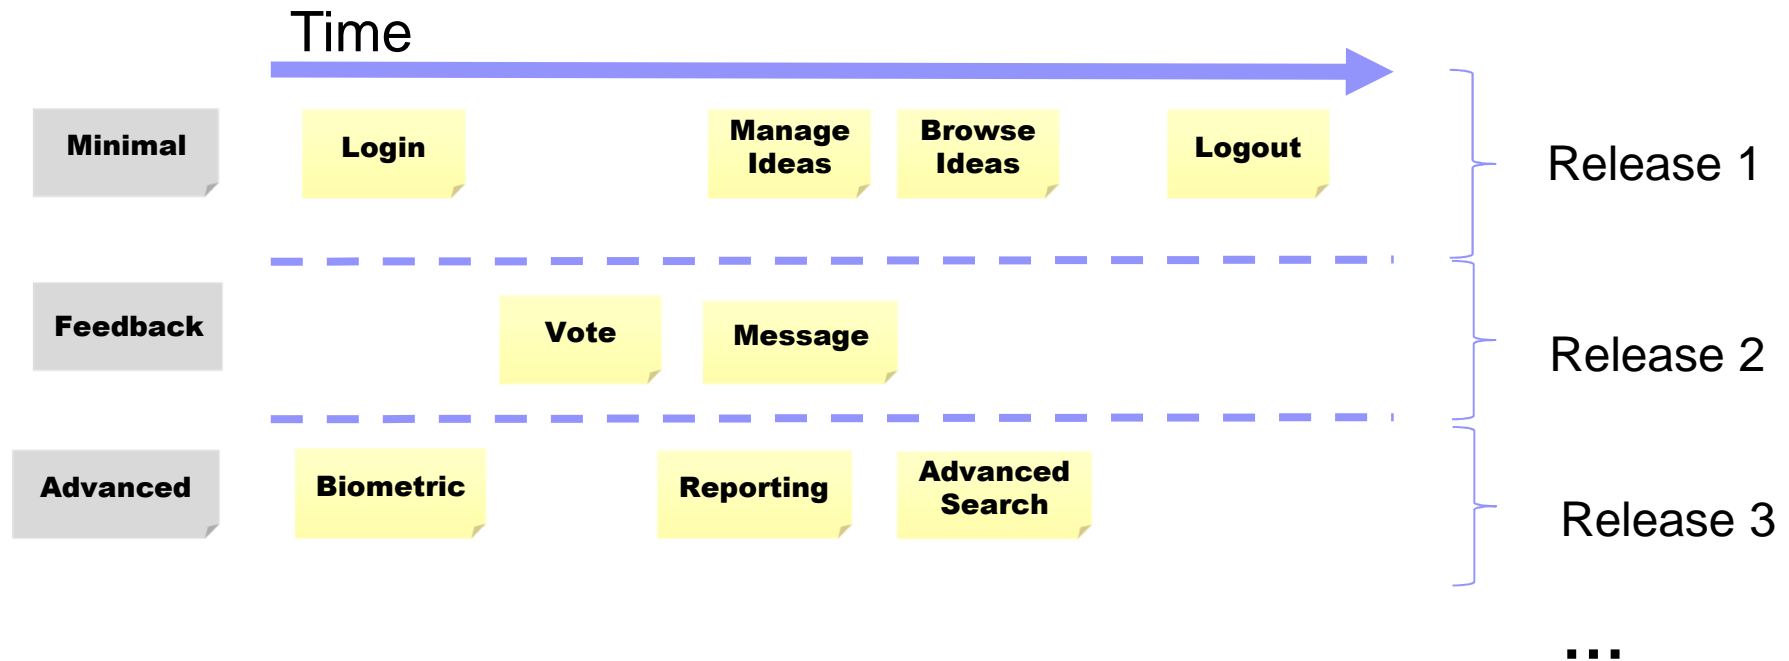 Time
Minimal
Login
Manage
Ideas
Browse
Ideas
Logout
Release 1
Feedback
Vote
Message
Release 2
Advanced
Biometric
Reporting
Advanced
Search
Release 3
...